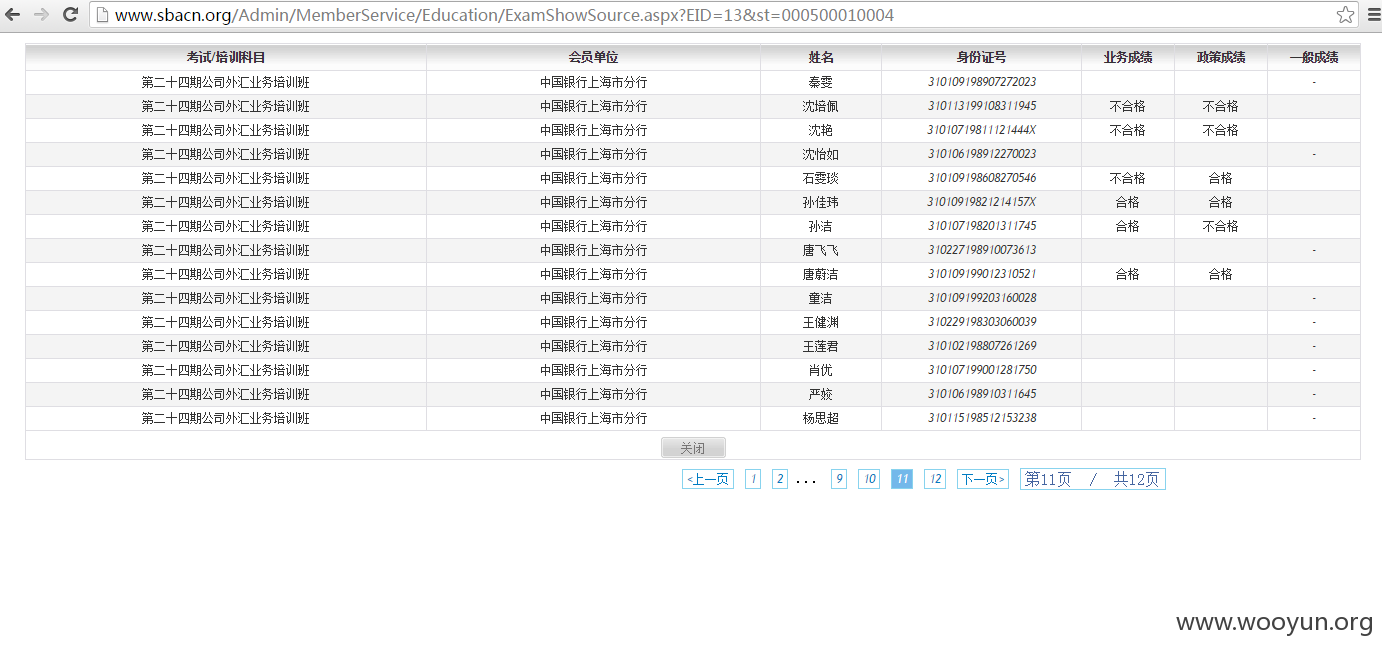 www.sbacn.org/Admin/MemberService/Education/ExamShowSource.aspx?EID=13&st=000500010004
考试/培训科目 会员单位 姓名 身份证号 业务成绩 政策成绩 一般成绩
第二十四期公司外汇业务培训班 中国银行上海市分行 秦雯 310109198907272023 -
第二十四期公司外汇业务培训班 中国银行上海市分行 沈培佩 310113199108311945 不合格 不合格
第二十四期公司外汇业务培训班 中国银行上海市分行 沈艳 31010719811121444X 不合格 不合格
第二十四期公司外汇业务培训班 中国银行上海市分行 沈怡如 310106198912270023 -
第二十四期公司外汇业务培训班 中国银行上海市分行 石雯琰 310109198608270546 不合格 合格
第二十四期公司外汇业务培训班 中国银行上海市分行 孙佳玮 31010919821214157X 合格 合格
第二十四期公司外汇业务培训班 中国银行上海市分行 孙洁 310107198201311745 合格 不合格
第二十四期公司外汇业务培训班 中国银行上海市分行 唐飞飞 310227198910073613 -
第二十四期公司外汇业务培训班 中国银行上海市分行 唐蔚洁 310109199012310521 合格 合格
第二十四期公司外汇业务培训班 中国银行上海市分行 童洁 310109199203160028 -
第二十四期公司外汇业务培训班 中国银行上海市分行 王健渊 310229198303060039 -
第二十四期公司外汇业务培训班 中国银行上海市分行 王莲君 310102198807261269 -
第二十四期公司外汇业务培训班 中国银行上海市分行 肖优 310107199001281750 -
第二十四期公司外汇业务培训班 中国银行上海市分行 严姣 310106198910311645 -
第二十四期公司外汇业务培训班 中国银行上海市分行 杨思超 310115198512153238 -
关闭
<上一页 1 2 ... 9 10 11 12 下一页> 第11页 / 共12页
www.wooyun.org